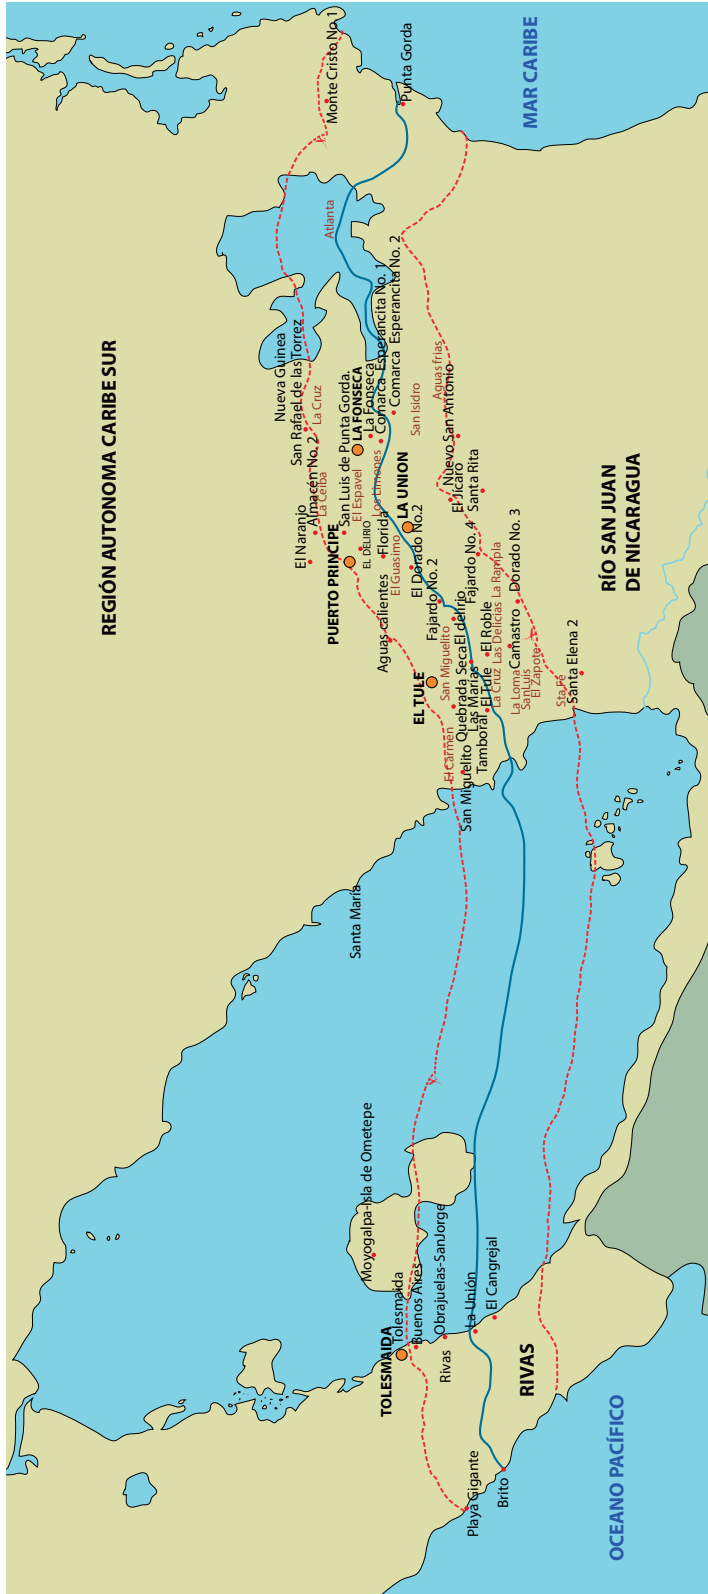 REGIÓN AUTONOMA CARIBE SUR
MAR CARIBE
Monte Cristo No.1
Punta Gorda
Atlanta
Nueva Guinea
San Rafael de las Torrez
La Cruz
El Naranjo
Almacén No. 2
La Ceiba
San Luis de Punta Gorda.
El Espavel
LA FONSECA
La Fonseca
Los Limones
Comarca Esperancita No. 1
Comarca Esperancita No. 2
San Isidro
Aguas frias
PUERTO PRINCIPE
EL DELIRIO
Florida
El Guasimo
LA UNION
El Dorado No.2
Nuevo San Antonio
El Jicaro
Santa Rita
Aguas calientes
Fajardo No. 2
Fajardo No. 4
EL TULE
San Miguelito
El delirio
Quebrada Seca
Las Marias
El Roble
El Tule
La Cruz
Las Delicias
La Rampla
Dorado No. 3
Camastro
La Loma
San Luis
El Zapote
Sta Fé
Santa Elena 2
El Carmen
San Miguelito
Tamboral
RÍO SAN JUAN
DE NICARAGUA
Santa María
Moyogalpa-Isla de Ometepe
TOLESMAIDA
Tolesmaida
Buenos Aires
Obrajuelas-SanJorge
Rivas
La Unión
El Cangrejal
RIVAS
Playa Gigante
Brito
OCEANO PACÍFICO